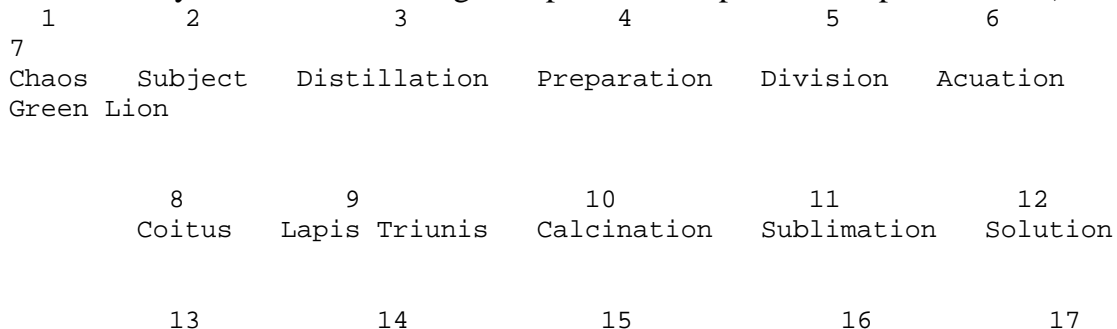 1 2 3 4 5 6
7
Chaos Subject Distillation Preparation Division Acuation
Green Lion
8 9 10 11 12
Coitus Lapis Triunis Calcination Sublimation Solution
13 14 15 16 17